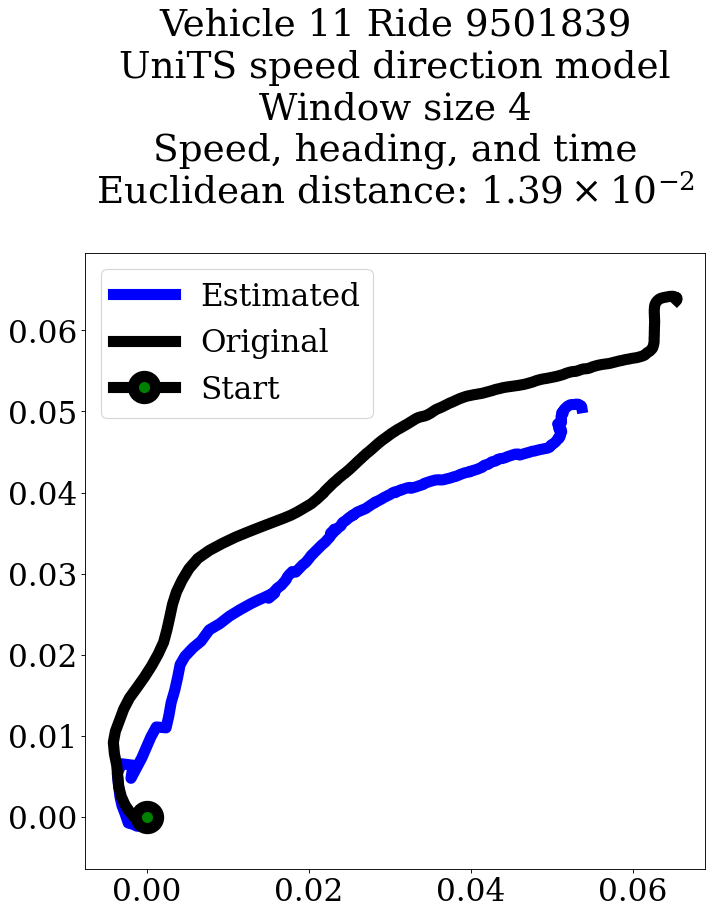 Vehicle 11 Ride 9501839
UniTS speed direction model
Window size 4
Speed, heading, and time
Euclidean distance: 1.39 × 10⁻²
Estimated
Original
Start
0.06
0.05
0.04
0.03
0.02
0.01
0.00
0.00 0.02 0.04 0.06